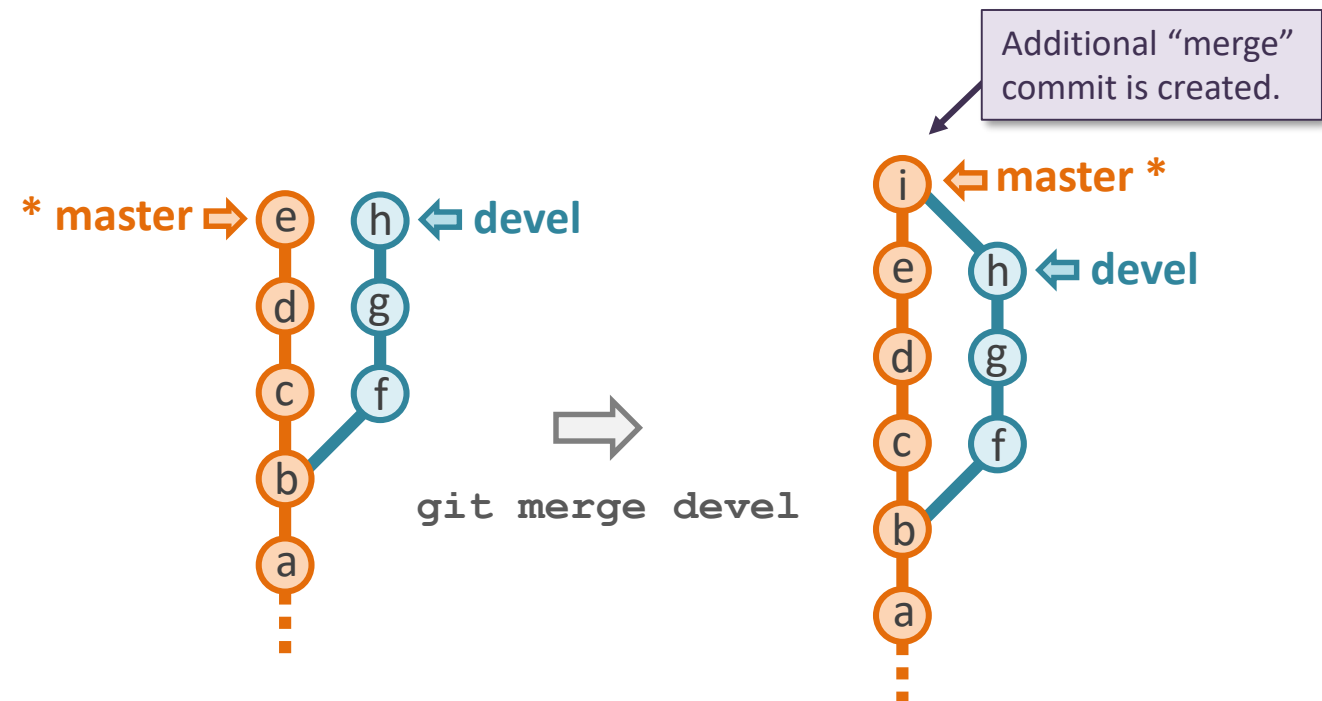 Additional “merge”
commit is created.
* master
e
h
devel
d
g
c
f
b
a
git merge devel
i
master *
e
h
devel
d
g
c
f
b
a